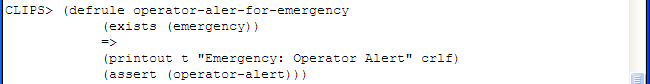 CLIPS> (defrule operator-aler-for-emergency
(exists (emergency))
=>
(printout t "Emergency: Operator Alert" crlf)
(assert (operator-alert)))